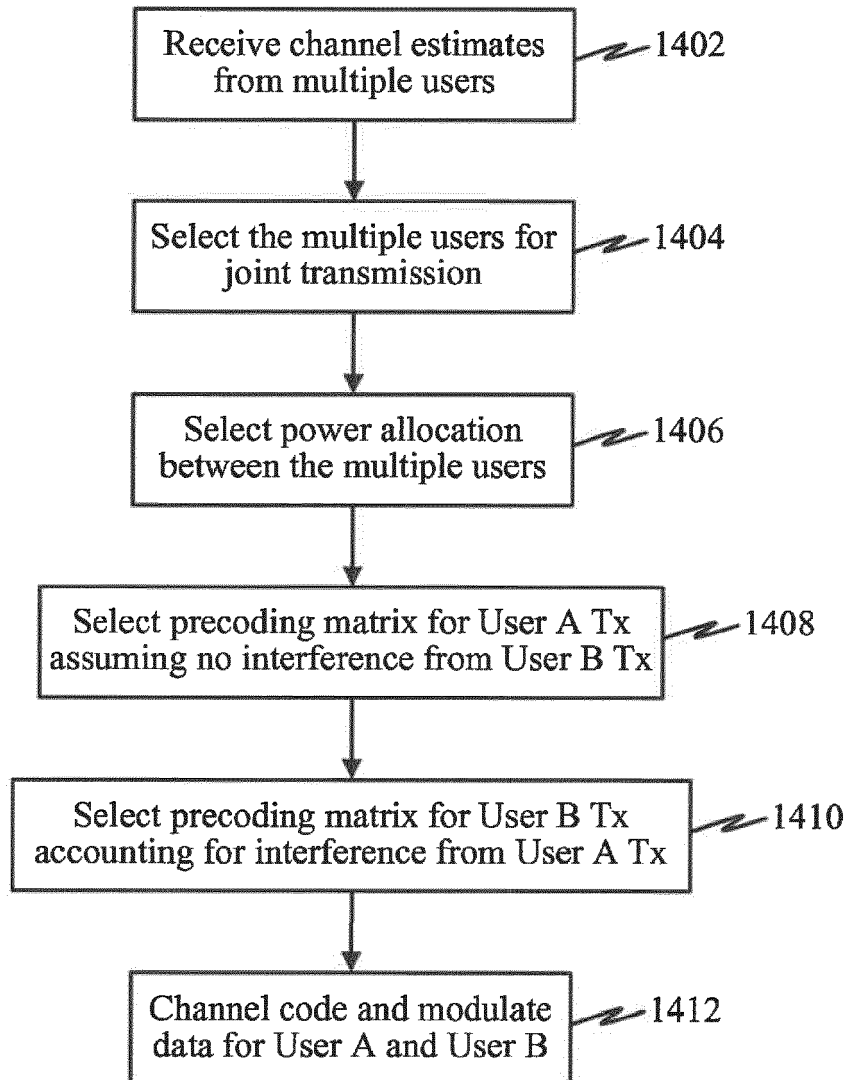 Receive channel estimates
from multiple users
1402
Select the multiple users for
joint transmission
1404
Select power allocation
between the multiple users
1406
Select precoding matrix for User A Tx
assuming no interference from User B Tx
1408
Select precoding matrix for User B Tx
accounting for interference from User A Tx
1410
Channel code and modulate
data for User A and User B
1412